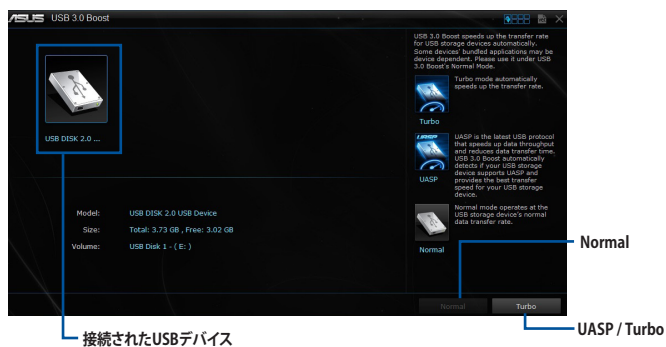 ASUS USB 3.0 Boost
USB DISK 2.0 ...
Model: USB DISK 2.0 USB Device
Size: Total: 3.73 GB , Free: 3.02 GB
Volume: USB Disk 1 - ( E: )
USB 3.0 Boost speeds up the transfer rate
for USB storage devices automatically.
Some devices' bundled applications may be
device dependent. Please use it under USB
3.0 Boost's Normal Mode.
Turbo mode automatically
speeds up the transfer rate.
Turbo
UASP
UASP is the latest USB protocol
that speeds up data throughput
and reduces data transfer time.
USB 3.0 Boost automatically
detects if your USB storage
device supports UASP and
provides the best transfer
speed for your USB storage
device.
UASP
Normal mode operates at the
USB storage device's normal
data transfer rate.
Normal
Normal
Turbo
Normal
UASP / Turbo
接続されたUSBデバイス